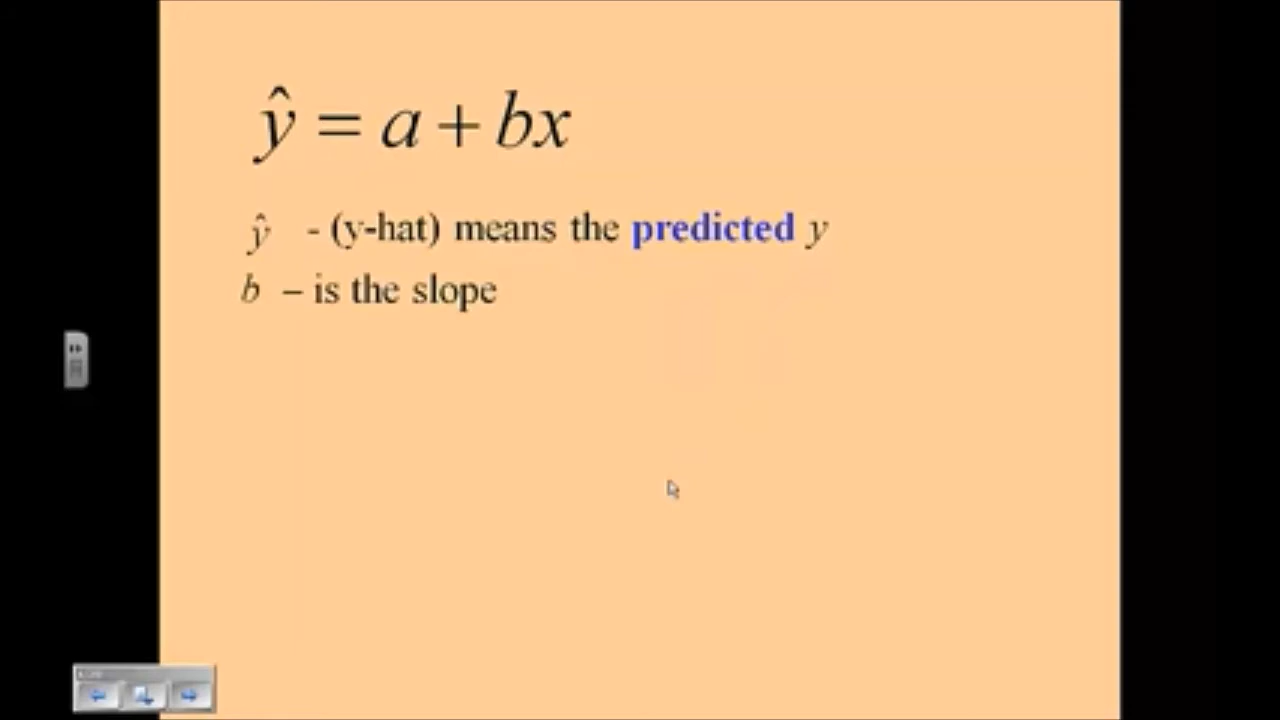 ŷ = a + bx
ŷ - (y-hat) means the predicted y
b – is the slope